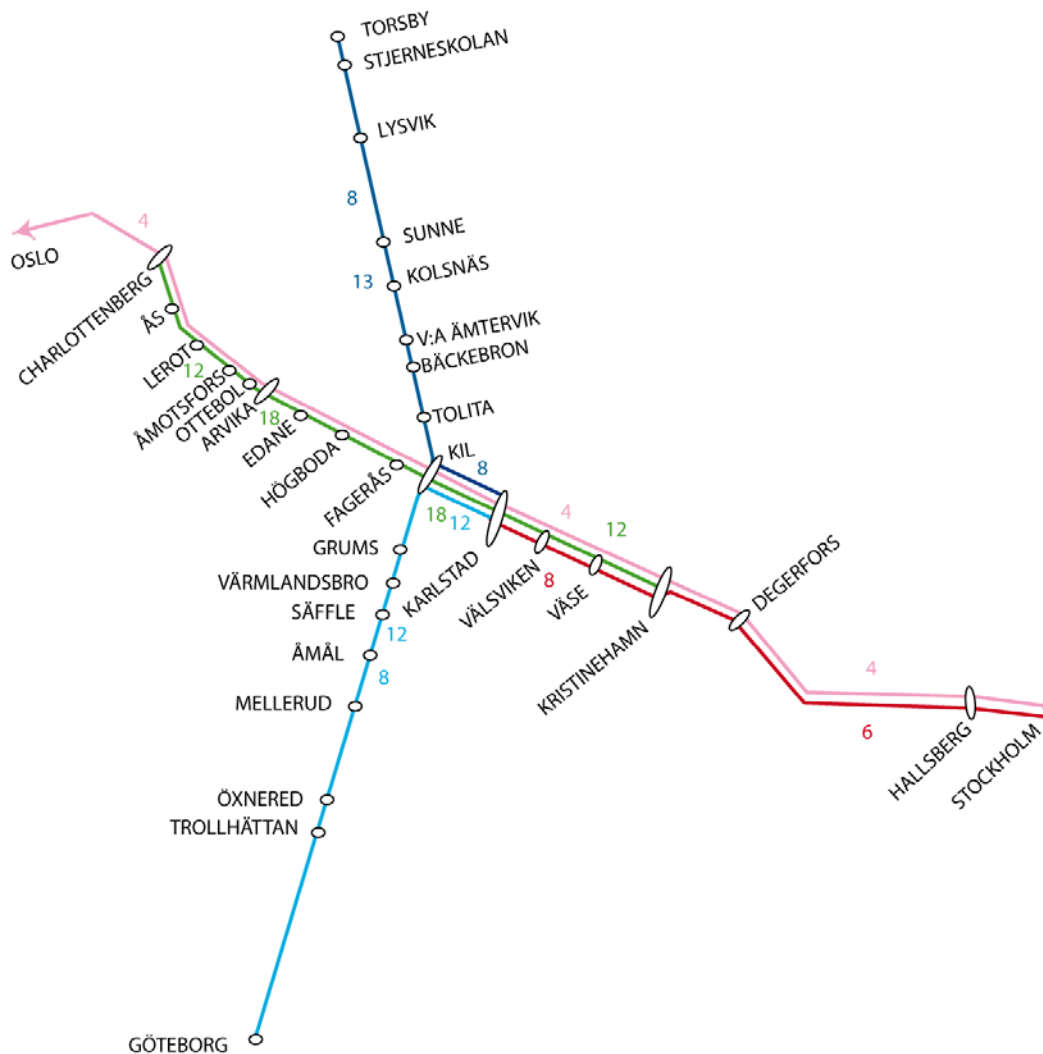 TORSBY
STJERNESKOLAN
LYSVIK
8
4
SUNNE
OSLO
KOLSNÄS
13
CHARLOTTENBERG
ÅS
V:A ÄMTERVIK
LEROT
BÄCKEBRON
12
ÅMOTSFORS
OTTEBOL
ARVIKA
18
TOLITA
EDANE
HÖGBODA
KIL
FAGERÅS
8
18
12
4
12
GRUMS
KARLSTAD
VÄLSVIKEN
8
VÄSE
DEGERFORS
VÄRMLANDSBRO
SÄFFLE
12
ÅMÅL
8
KRISTINEHAMN
4
MELLERUD
6
HALLSBERG
STOCKHOLM
ÖXNERED
TROLLHÄTTAN
GÖTEBORG